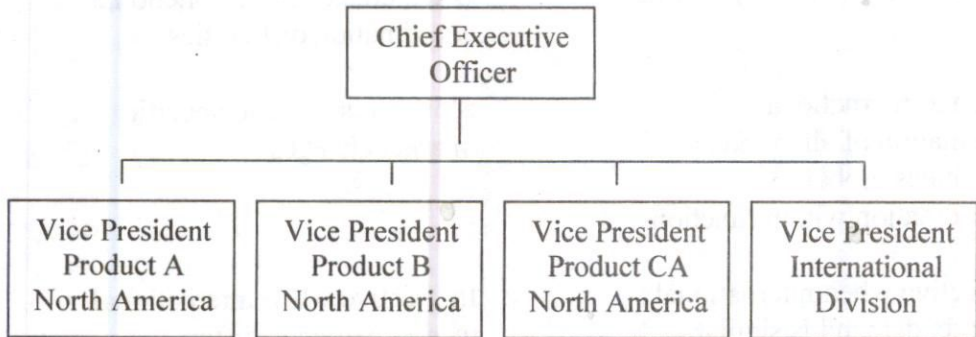 Chief Executive
Officer
Vice President
Product A
North America
Vice President
Product B
North America
Vice President
Product CA
North America
Vice President
International
Division